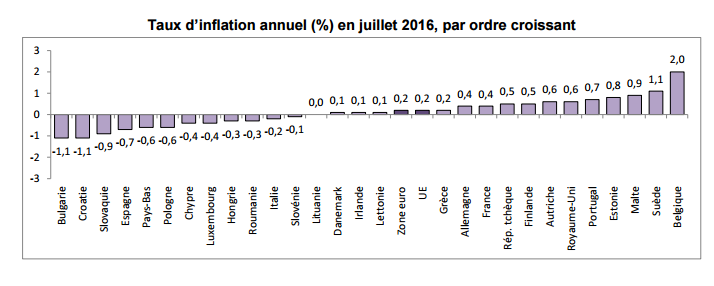 Taux d'inflation annuel (%) en juillet 2016, par ordre croissant
3
2
1
0
-1
-2
-3
-1,1 -1,1 -0,9 -0,7 -0,6 -0,6 -0,4 -0,4 -0,3 -0,3 -0,2 -0,1 0,0 0,1 0,1 0,1 0,2 0,2 0,2 0,4 0,4 0,5 0,5 0,6 0,6 0,7 0,8 0,9 1,1 2,0
Bulgarie
Croatie
Slovaquie
Espagne
Pays-Bas
Pologne
Chypre
Luxembourg
Hongrie
Roumanie
Italie
Slovénie
Lituanie
Danemark
Irlande
Lettonie
Zone euro
UE
Grèce
Allemagne
France
Rép. tchèque
Finlande
Autriche
Royaume-Uni
Portugal
Estonie
Malte
Suède
Belgique